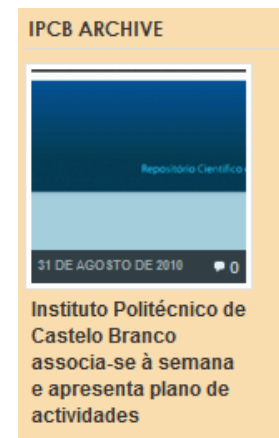 IPCB ARCHIVE
Repositório Científico
31 DE AGOSTO DE 2010 0
Instituto Politécnico de
Castelo Branco
associa-se à semana
e apresenta plano de
actividades